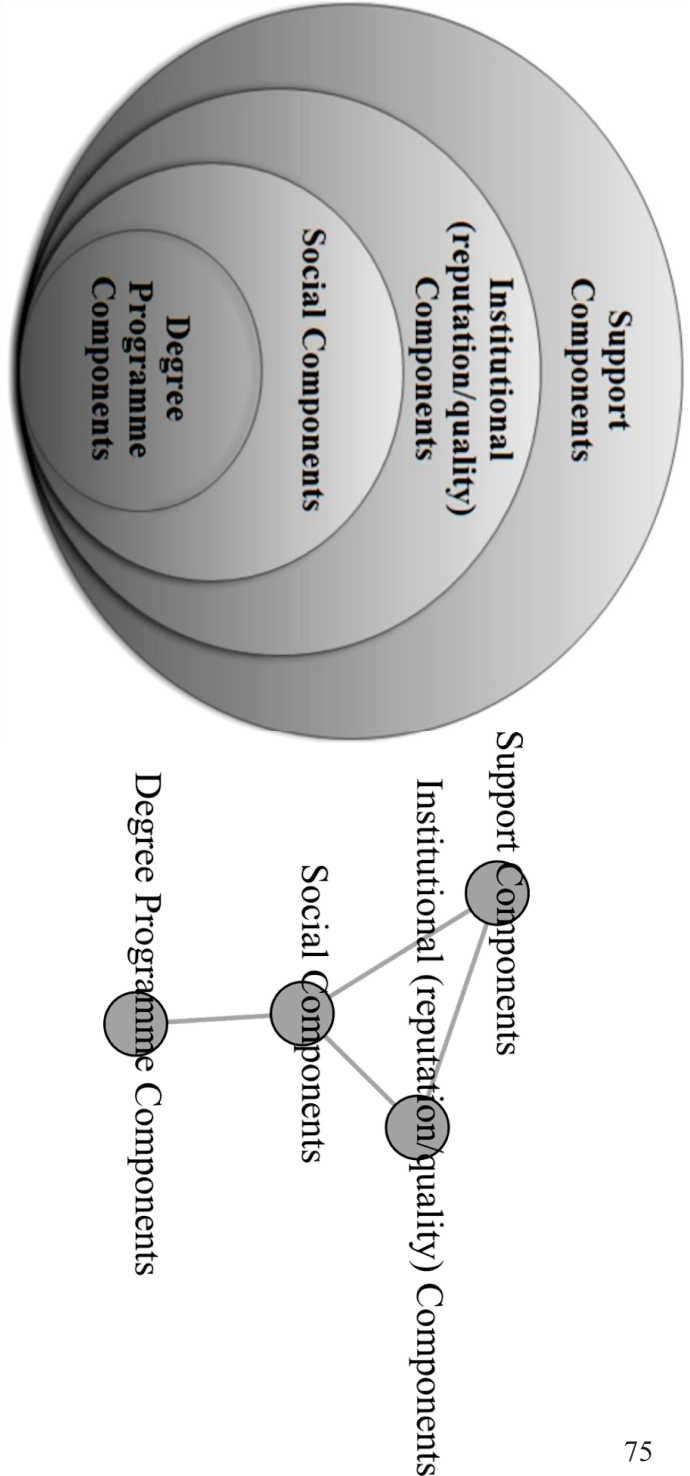 Support
Components
Institutional
(reputation/quality)
Components
Social Components
Degree
Programme
Components
Support Components
Institutional (reputation/quality) Components
Social Components
Degree Programme Components
75